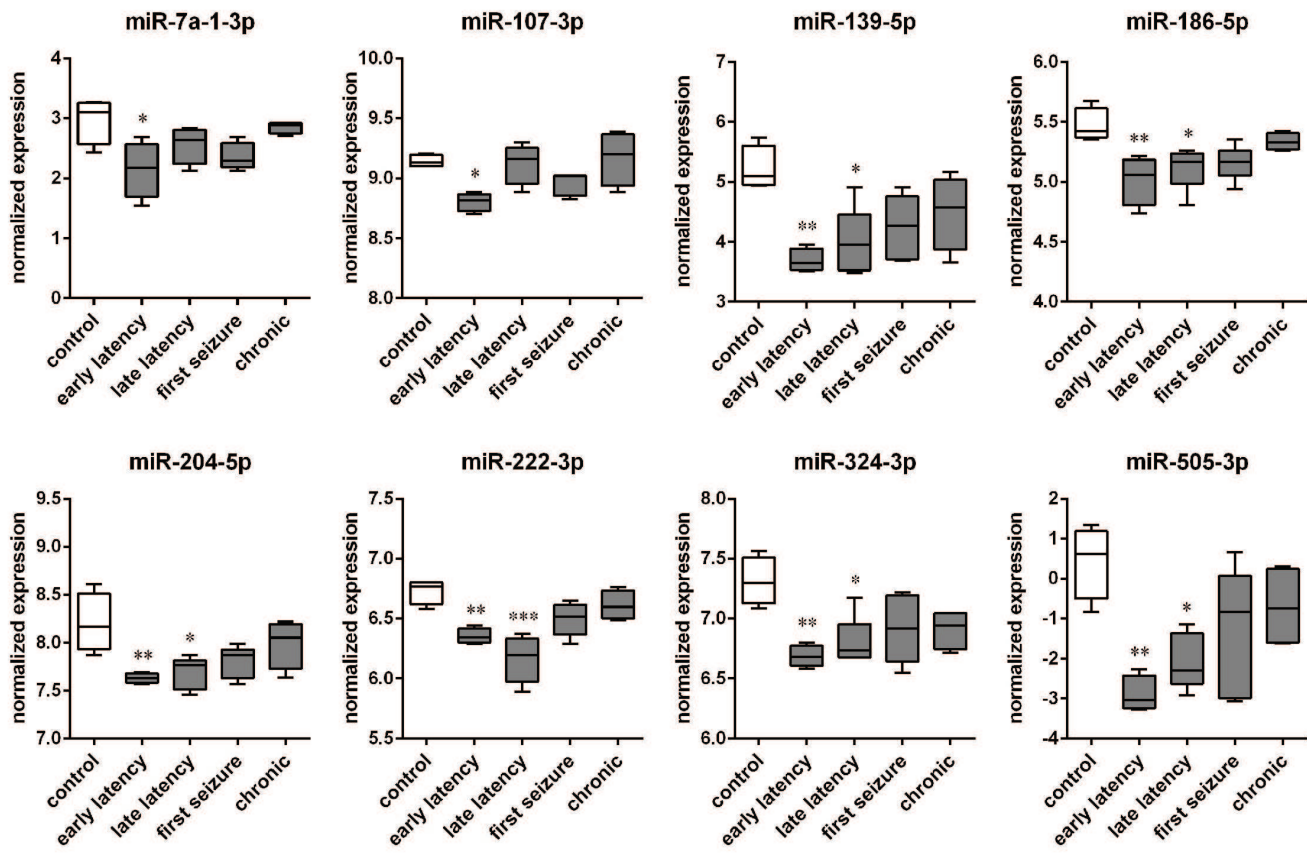 miR-7a-1-3p
normalized expression
4
3
2
1
0
*
control
early latency
late latency
first seizure
chronic
miR-107-3p
normalized expression
10.0
9.5
9.0
8.5
8.0
*
control
early latency
late latency
first seizure
chronic
miR-139-5p
normalized expression
7
6
5
4
3
**
*
control
early latency
late latency
first seizure
chronic
miR-186-5p
normalized expression
6.0
5.5
5.0
4.5
4.0
**
*
control
early latency
late latency
first seizure
chronic
miR-204-5p
normalized expression
9.5
9.0
8.5
8.0
7.5
7.0
**
*
control
early latency
late latency
first seizure
chronic
miR-222-3p
normalized expression
7.5
7.0
6.5
6.0
5.5
**
***
control
early latency
late latency
first seizure
chronic
miR-324-3p
normalized expression
8.0
7.5
7.0
6.5
6.0
**
*
control
early latency
late latency
first seizure
chronic
miR-505-3p
normalized expression
2
1
0
-1
-2
-3
-4
**
*
control
early latency
late latency
first seizure
chronic